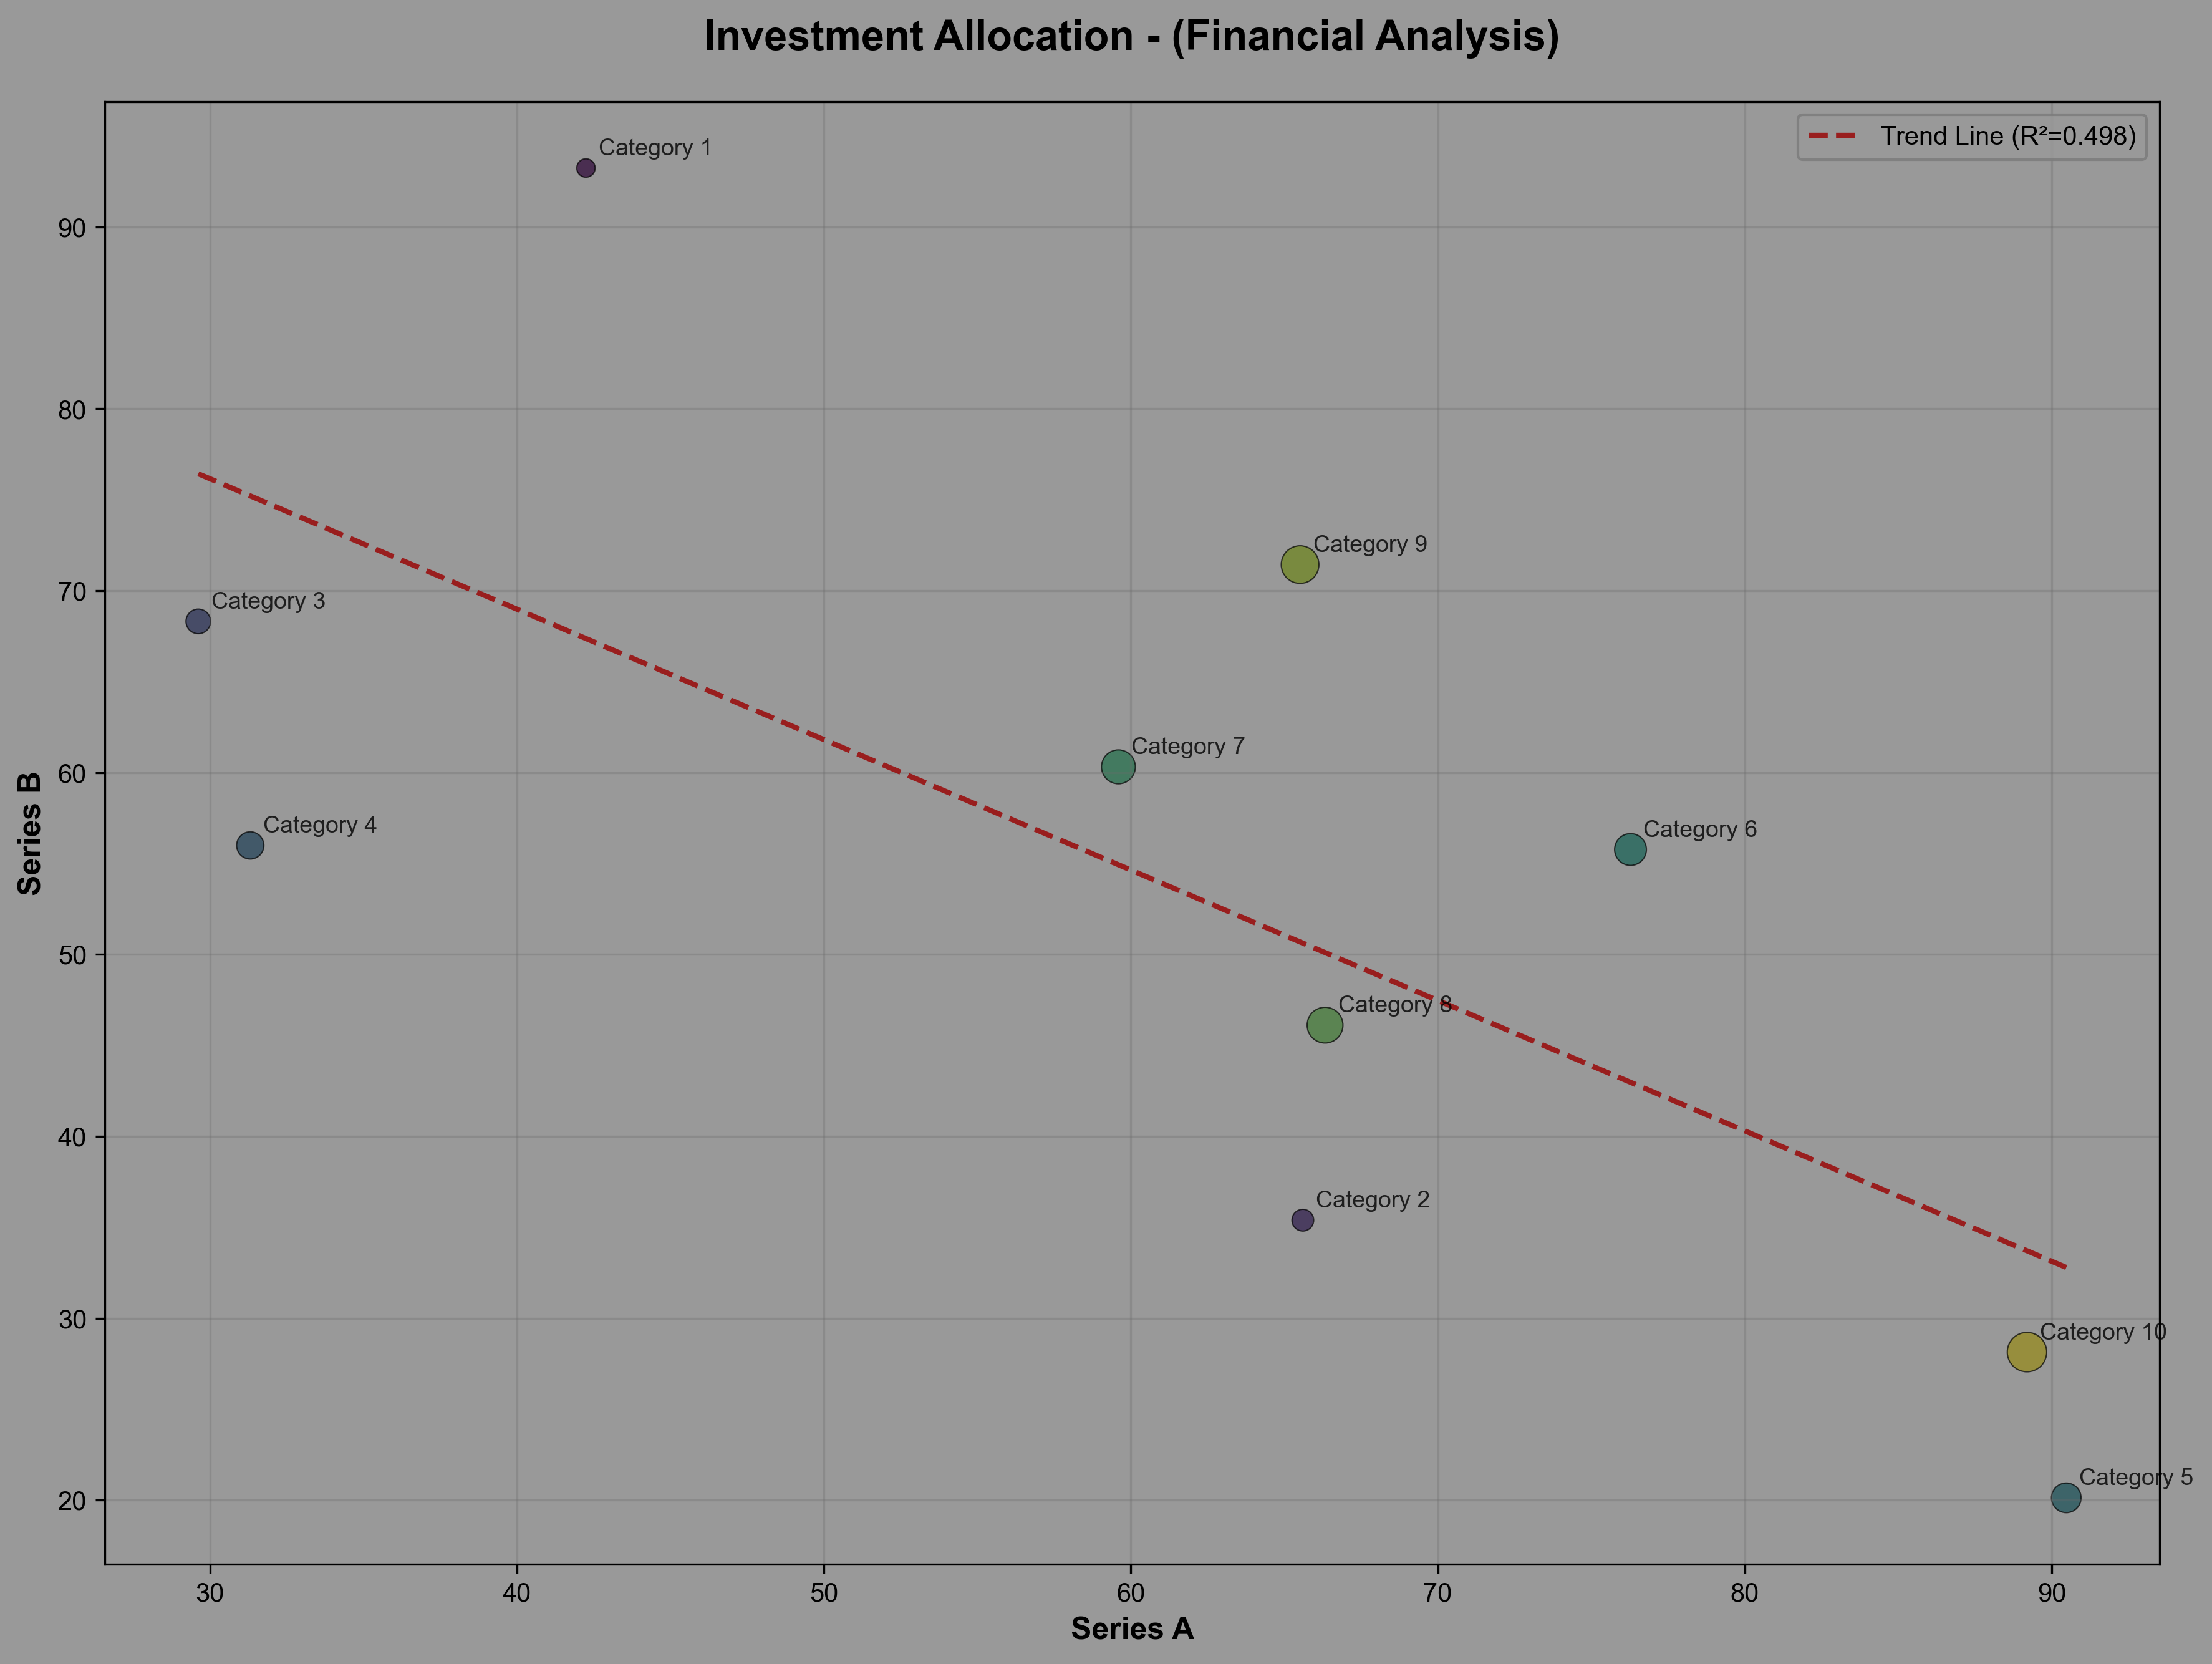 Investment Allocation - (Financial Analysis)
Trend Line (R²=0.498)
Category 1
Category 9
Category 3
Category 7
Category 4
Category 6
Category 8
Category 2
Category 10
Category 5
Series B
90
80
70
60
50
40
30
20
30
40
50
60
70
80
90
Series A